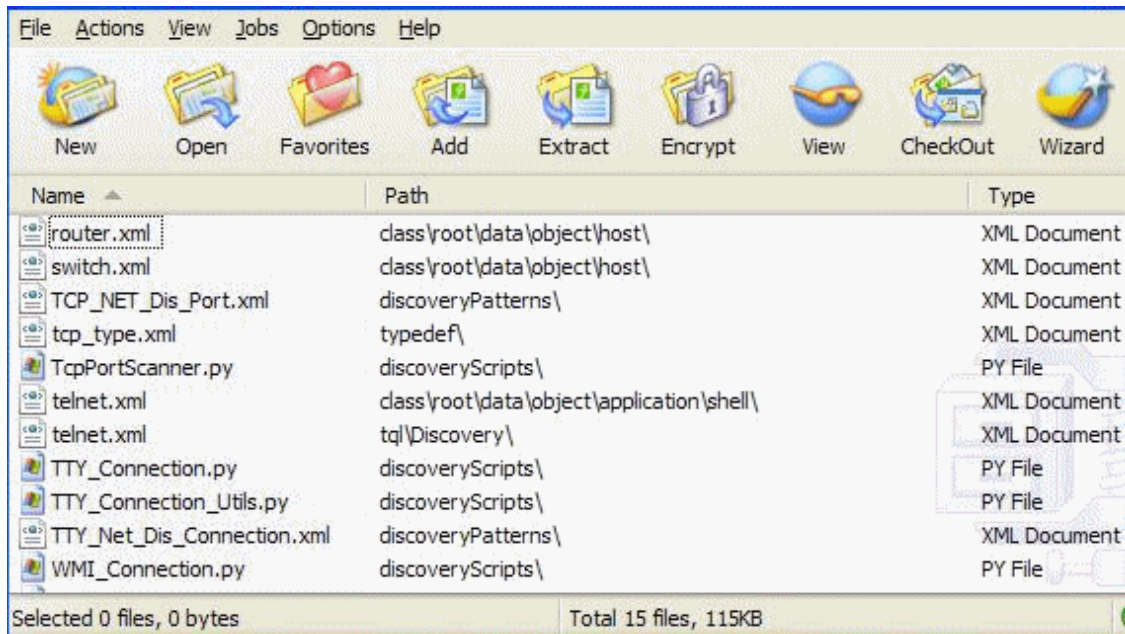 File Actions View Jobs Options Help
New Open Favorites Add Extract Encrypt View CheckOut Wizard
Name Path Type
router.xml class\root\data\object\host\ XML Document
switch.xml class\root\data\object\host\ XML Document
TCP_NET_Dis_Port.xml discoveryPatterns\ XML Document
tcp_type.xml typedef\ XML Document
TcpPortScanner.py discoveryScripts\ PY File
telnet.xml class\root\data\object\application\shell\ XML Document
telnet.xml tql\Discovery\ XML Document
TTY_Connection.py discoveryScripts\ PY File
TTY_Connection_Utils.py discoveryScripts\ PY File
TTY_Net_Dis_Connection.xml discoveryPatterns\ XML Document
WMI_Connection.py discoveryScripts\ PY File
Selected 0 files, 0 bytes Total 15 files, 115KB